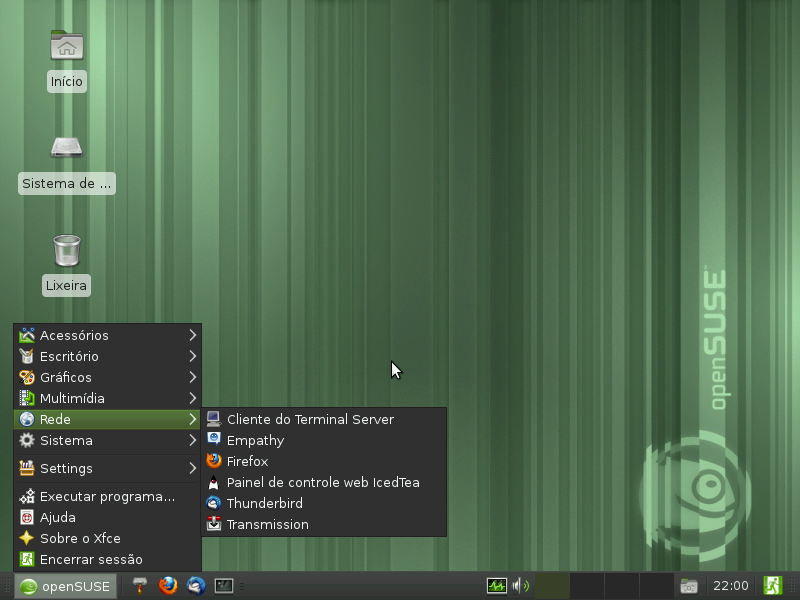 Início
Sistema de ...
Lixeira
openSUSE
Acessórios
Escritório
Gráficos
Multimídia
Rede
Sistema
Settings
Executar programa...
Ajuda
Sobre o Xfce
Encerrar sessão
Cliente do Terminal Server
Empathy
Firefox
Painel de controle web IcedTea
Thunderbird
Transmission
openSUSE
22:00